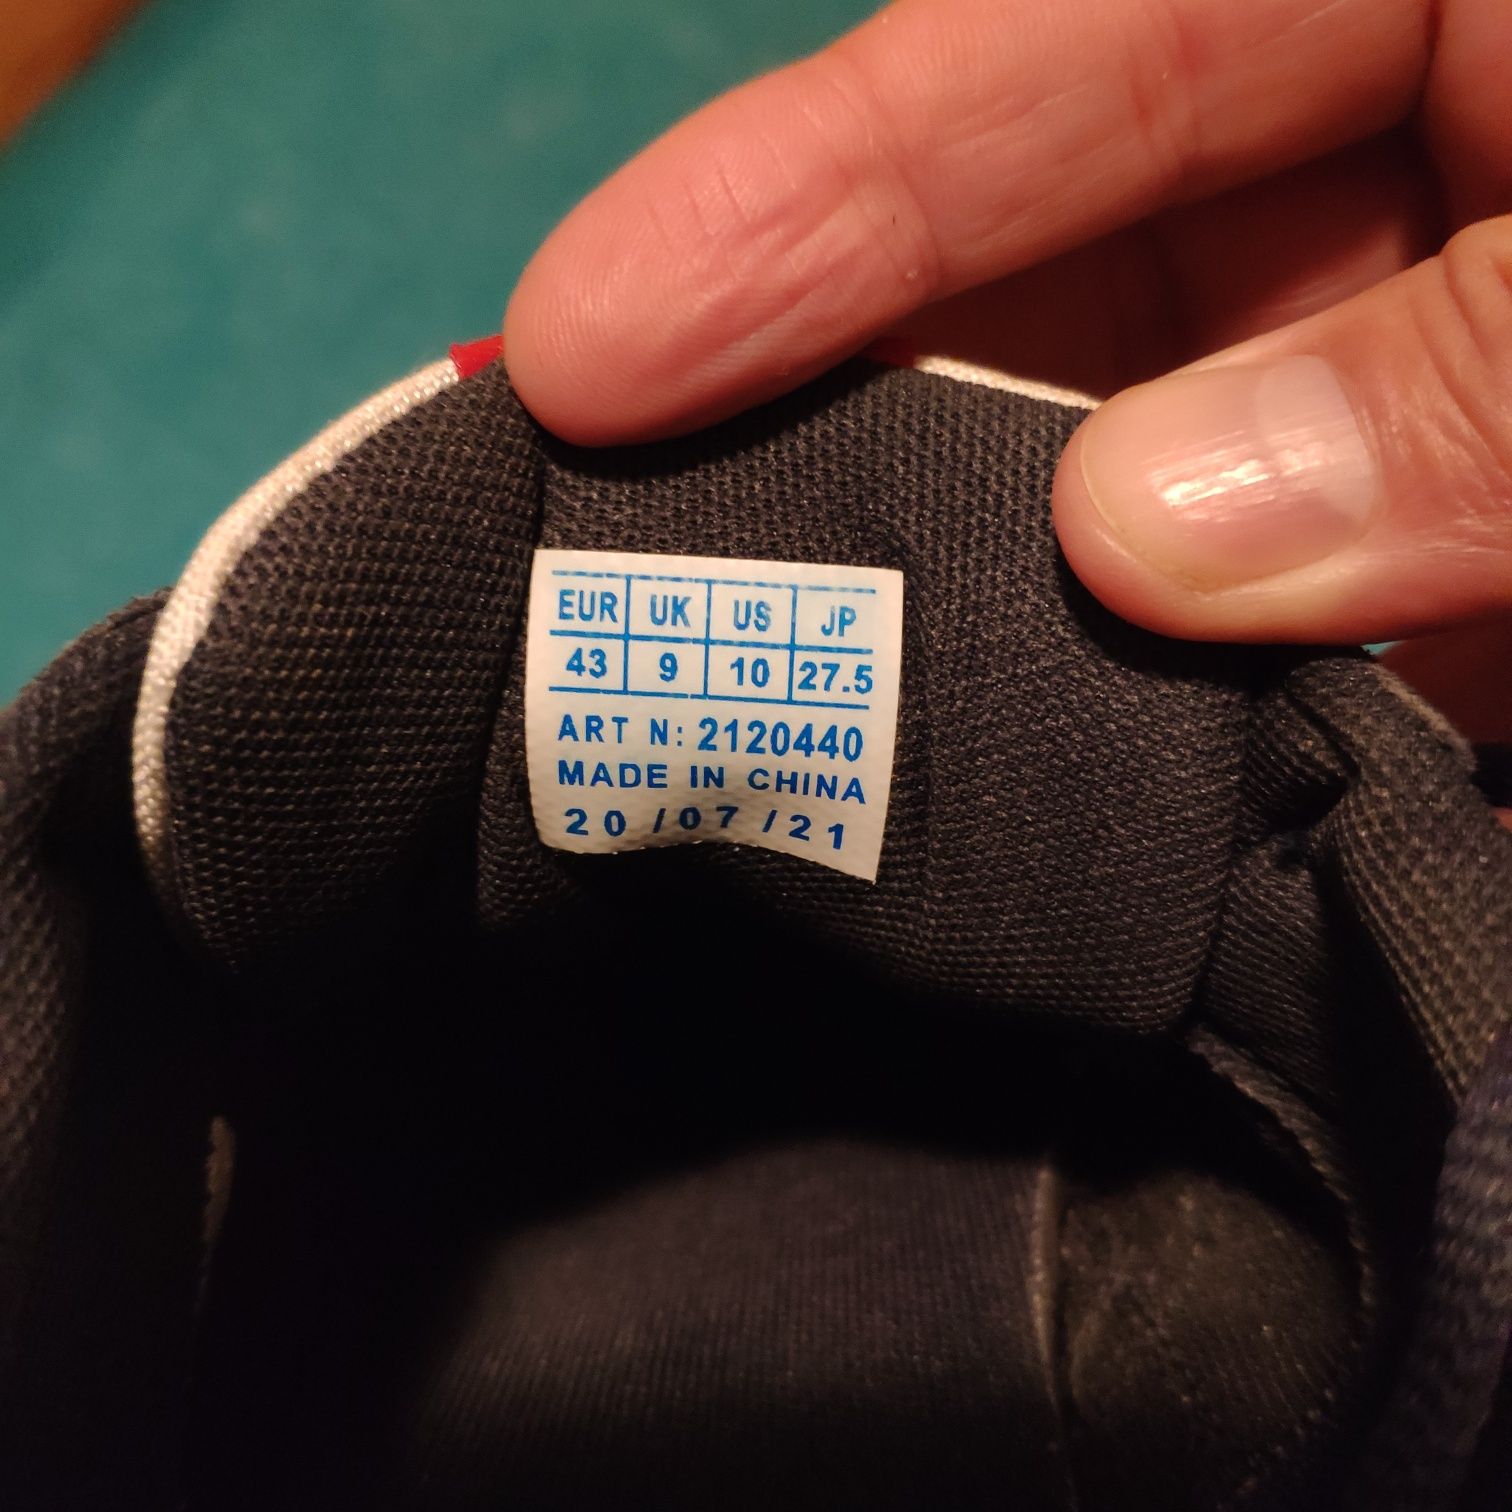 EUR UK US JP
43 9 10 27.5
ART N: 2120440
MADE IN CHINA
20/07/21